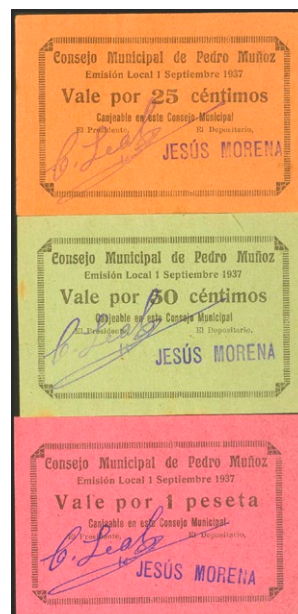 Consejo Municipal de Pedro Muñoz
Emisión Local 1 Septiembre 1937
Vale por 25 céntimos
Canjeable en este Consejo Municipal
El Presidente, El Depositario,
JESÚS MORENA
Consejo Municipal de Pedro Muñoz
Emisión Local 1 Septiembre 1937
Vale por 50 céntimos
Canjeable en este Consejo Municipal
El Presidente, El Depositario,
JESÚS MORENA
Consejo Municipal de Pedro Muñoz
Emisión Local 1 Septiembre 1937
Vale por 1 peseta
Canjeable en este Consejo Municipal
El Presidente, El Depositario,
JESÚS MORENA